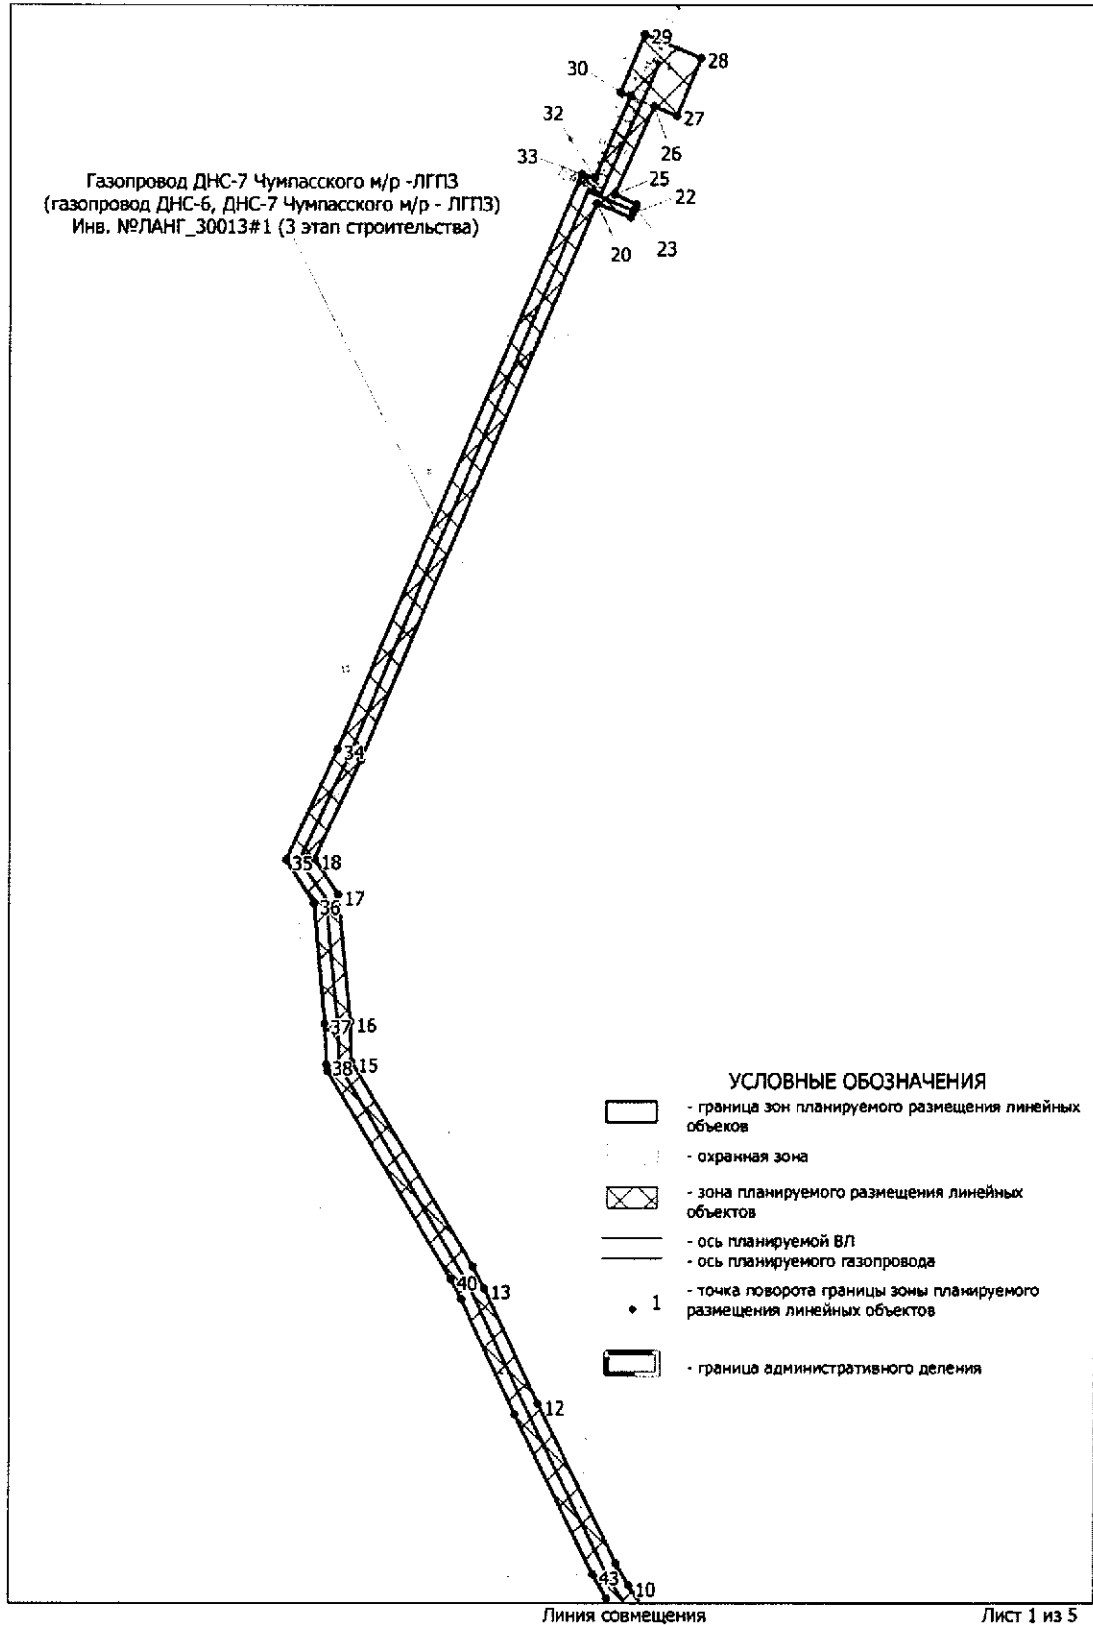 29
28
30
27
32
26
33
25
22
23
20
Газопровод ДНС-7 Чумпасского м/р -ЛГПЗ
(газопровод ДНС-6, ДНС-7 Чумпасского м/р - ЛГПЗ)
Инв. №ЛАНГ_30013#1 (3 этап строительства)
34
35
18
17
36
37
16
38
15
40
13
12
43
10
УСЛОВНЫЕ ОБОЗНАЧЕНИЯ
- граница зон планируемого размещения линейных
объеков
- охранная зона
- зона планируемого размещения линейных
объектов
- ось планируемой ВЛ
- ось планируемого газопровода
1
- точка поворота границы зоны планируемого
размещения линейных объектов
- граница административного деления
Линия совмещения
Лист 1 из 5